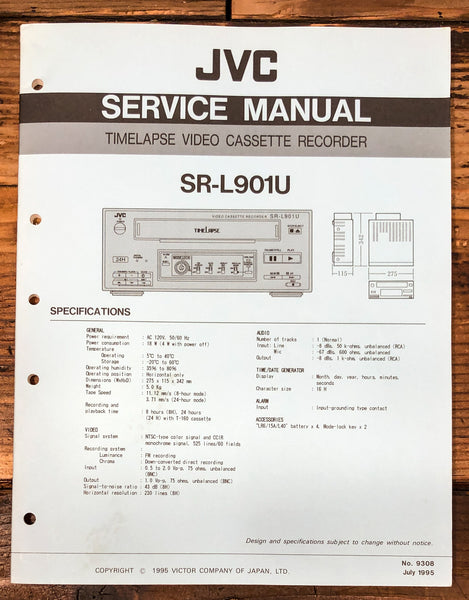 JVC
SERVICE MANUAL
TIMELAPSE VIDEO CASSETTE RECORDER
SR-L901U
JVC
VIDEO CASSETTE RECORDER SR-L901U
TIMELAPSE
24H
MODE LOCK
PLAY
115
342
275
SPECIFICATIONS
GENERAL
Power requirement : AC 120V, 50/60 Hz
Power consumption : 18 W (4 W with power off)
Temperature
Operating : 5℃ to 40℃
Storage : -20℃ to 60℃
Operating humidity : 35% to 80%
Operating position : Horizontal only
Dimensions (WxHxD) : 275 x 115 x 342 mm
Weight : 5.0 Kg
Tape speed : 11.12 mm/s (8-hour mode)
3.71 mm/s (24-hour mode)
Recording and
playback time : 8 hours (8H), 24 hours
(24 H) with T-160 cassette
VIDEO
Signal system : NTSC-type color signal and CCIR
monochrome signal, 525 lines/60 fields
Recording system :
Luminance : FM recording
Chroma : Down-converted direct recording
Input : 0.5 to 2.0 Vp-p, 75 ohms, unbalanced
(BNC)
Output : 1.0 Vp-p, 75 ohms, unbalanced (BNC)
Signal-to-noise ratio : 43 dB (8H)
Horizontal resolution : 230 lines (8H)
AUDIO
Number of tracks : 1 (Normal)
Input: Line : -8 dBs, 50 k-ohms, unbalanced (RCA)
Mic : -67 dBs, 600 ohms, unbalanced
Output : -8 dBs, 1 k-ohms, unbalanced (RCA)
TIME/DATE GENERATOR
Display : Month, day, year, hours, minutes,
seconds
Character size : 16 H
ALARM
Input : Input-grounding type contact
ACCESSORIES
"LR6/15A/L40" battery x 4, Mode-lock key x 2
Design and specifications subject to change without notice.
COPYRIGHT © 1995 VICTOR COMPANY OF JAPAN, LTD.
No. 9308
July 1995